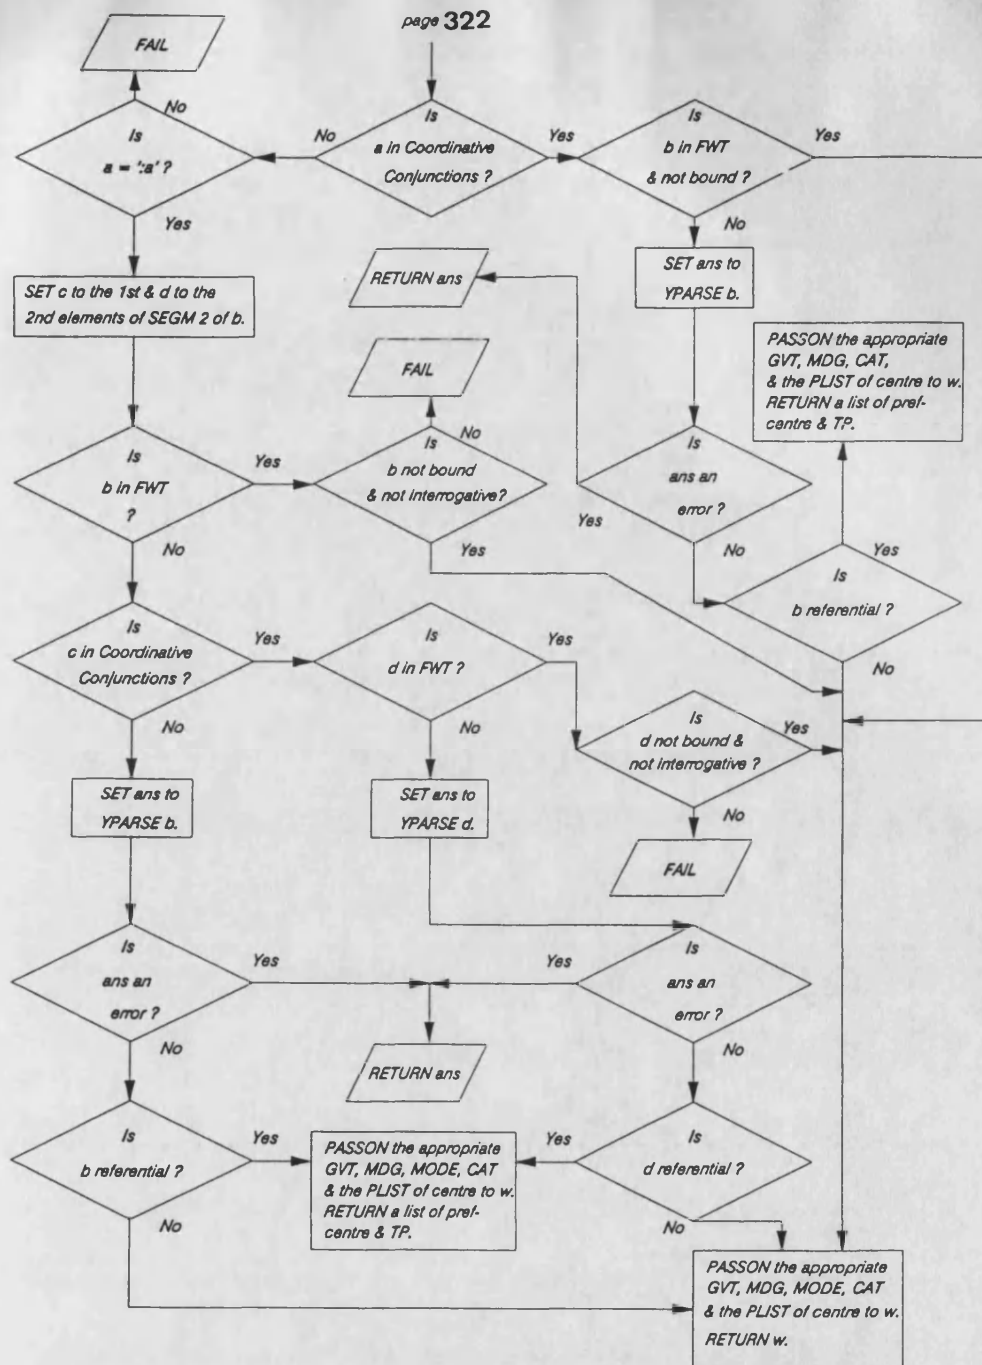 page 322
FAIL
No
Is
a = ':a' ?
Yes
No
Is
a in Coordinative
Conjunctions ?
Yes
Is
b in FWT
& not bound ?
Yes
No
SET c to the 1st & d to the
2nd elements of SEGM 2 of b.
RETURN ans
SET ans to
YPARSE b.
FAIL
PASSON the appropriate
GVT, MDG, CAT,
& the PLIST of centre to w.
RETURN a list of pref-
centre & TP.
Is
b in FWT
?
Yes
No
Is
No
b not bound
& not interrogative?
Yes
Is
ans an
error ?
Yes
No
Is
b referential ?
Yes
No
Is
c in Coordinative
Conjunctions ?
Yes
No
Is
d in FWT ?
Yes
No
Is
d not bound &
not interrogative ?
Yes
No
FAIL
SET ans to
YPARSE b.
SET ans to
YPARSE d.
Is
ans an
error ?
Yes
No
Is
ans an
error ?
Yes
No
RETURN ans
Is
b referential ?
Yes
No
PASSON the appropriate
GVT, MDG, MODE, CAT
& the PLIST of centre to w.
RETURN a list of pref-
centre & TP.
Is
d referential ?
Yes
No
PASSON the appropriate
GVT, MDG, MODE, CAT
& the PLIST of centre to w.
RETURN w.